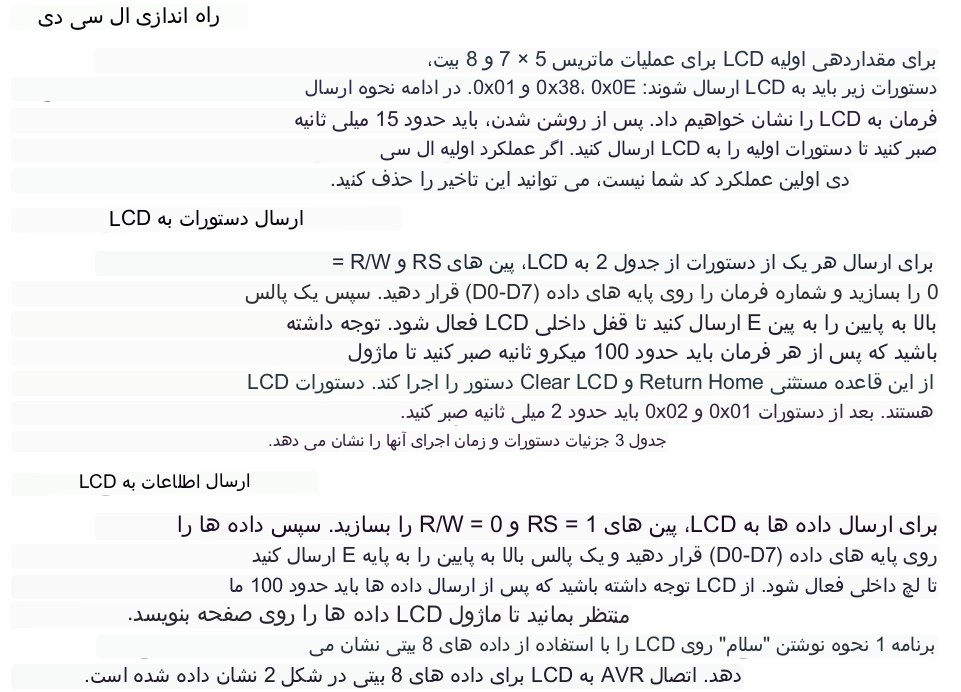 راه اندازی ال سی دی
برای مقداردهی اولیه LCD برای عملیات ماتریس 5 × 7 و 8 بیت،
دستورات زیر باید به LCD ارسال شوند: 0x38، 0x0E و 0x01. در ادامه نحوه ارسال
فرمان به LCD را نشان خواهیم داد. پس از روشن شدن، باید حدود 15 میلی ثانیه
صبر کنید تا دستورات اولیه را به LCD ارسال کنید. اگر عملکرد اولیه ال سی
دی اولین عملکرد کد شما نیست، می توانید این تاخیر را حذف کنید.
ارسال دستورات به LCD
برای ارسال هر یک از دستورات از جدول 2 به LCD، پین های RS و R/W =
0 را بسازید و شماره فرمان را روی پایه های داده (D0-D7) قرار دهید. سپس یک پالس
بالا به پایین را به پین E ارسال کنید تا قفل داخلی LCD فعال شود. توجه داشته
باشید که پس از هر فرمان باید حدود 100 میکرو ثانیه صبر کنید تا ماژول
از این قاعده مستثنی Return Home و Clear LCD دستور را اجرا کند. دستورات LCD
هستند. بعد از دستورات 0x01 و 0x02 باید حدود 2 میلی ثانیه صبر کنید.
جدول 3 جزئیات دستورات و زمان اجرای آنها را نشان می دهد.
ارسال اطلاعات به LCD
برای ارسال داده ها به LCD، پین های RS = 1 و R/W = 0 را بسازید. سپس داده ها را
روی پایه های داده (D0-D7) قرار دهید و یک پالس بالا به پایین را به پایه E ارسال کنید
تا لچ داخلی فعال شود. از LCD توجه داشته باشید که پس از ارسال داده ها باید حدود 100 ما
منتظر بمانید تا ماژول LCD داده ها را روی صفحه بنویسد.
برنامه 1 نحوه نوشتن "سلام" روی LCD را با استفاده از داده های 8 بیتی نشان می
دهد. اتصال AVR به LCD برای داده های 8 بیتی در شکل 2 نشان داده شده است.